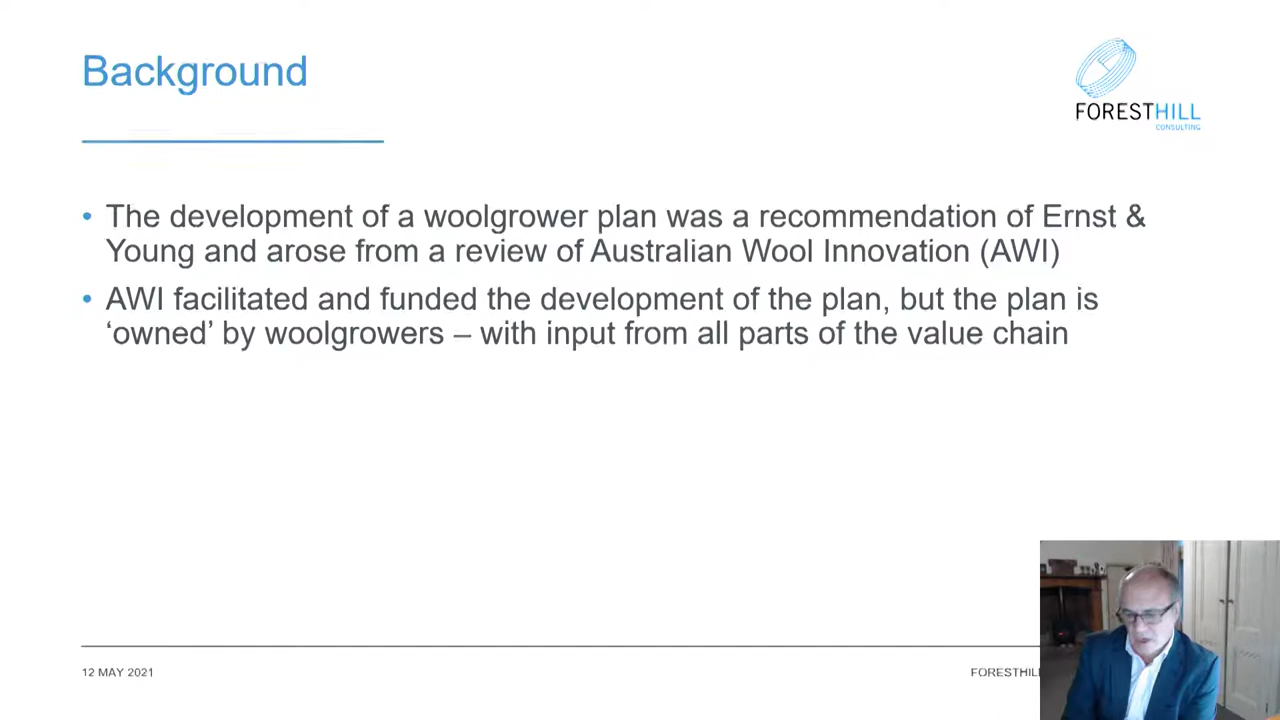 Background
FORESTHILL
CONSULTING
• The development of a woolgrower plan was a recommendation of Ernst &
Young and arose from a review of Australian Wool Innovation (AWI)
• AWI facilitated and funded the development of the plan, but the plan is
‘owned’ by woolgrowers – with input from all parts of the value chain
12 MAY 2021
FORESTHILL